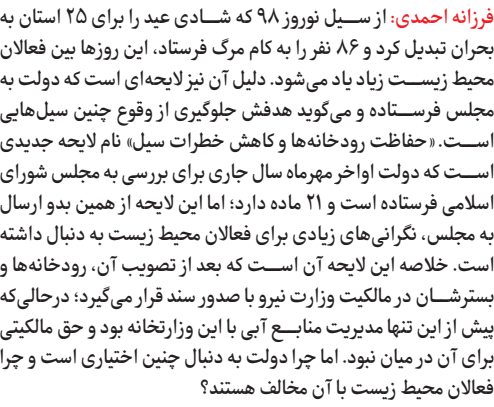 فرزانه احمدی: از سیل نوروز ۹۸ که شادی عید را برای ۲۵ استان به
بحران تبدیل کرد و ۸۶ نفر را به کام مرگ فرستاد، این روزها بین فعالان
محیط زیست زیاد یاد می‌شود. دلیل آن نیز لایحه‌ای است که دولت به
مجلس فرستاده و می‌گوید هدفش جلوگیری از وقوع چنین سیل‌هایی
است. «حفاظت رودخانه‌ها و کاهش خطرات سیل» نام لایحه جدیدی
است که دولت اواخر مهرماه سال جاری برای بررسی به مجلس شورای
اسلامی فرستاده است و ۲۱ ماده دارد؛ اما این لایحه از همین بدو ارسال
به مجلس، نگرانی‌های زیادی برای فعالان محیط زیست به دنبال داشته
است. خلاصه این لایحه آن است که بعد از تصویب آن، رودخانه‌ها و
بسترشان در مالکیت وزارت نیرو با صدور سند قرار می‌گیرد؛ درحالی‌که
پیش از این تنها مدیریت منابع آبی با این وزارتخانه بود و حق مالکیتی
برای آن در میان نبود. اما چرا دولت به دنبال چنین اختیاری است و چرا
فعالان محیط زیست با آن مخالف هستند؟